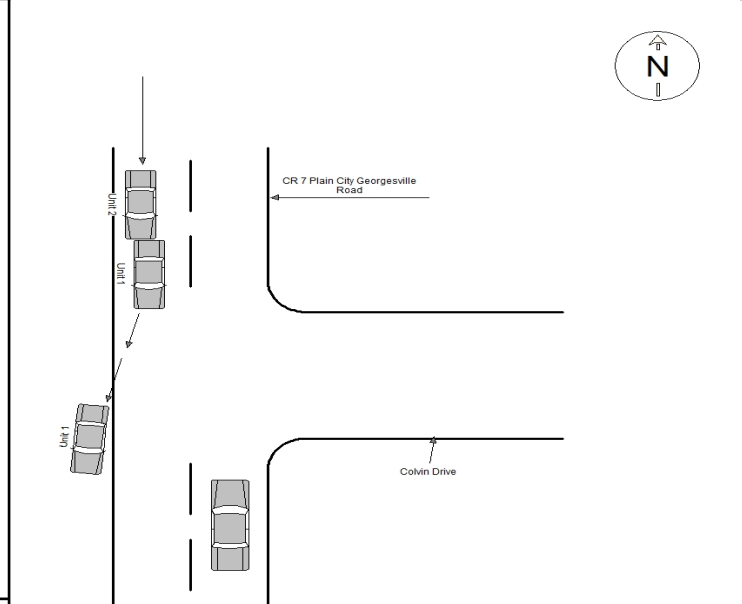 N
CR 7 Plain City Georgesville
Road
Unit 2
Unit 1
Unit 1
Colvin Drive